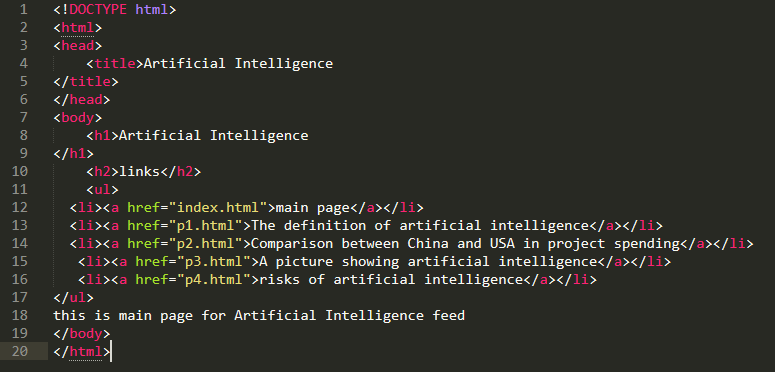 1 <!DOCTYPE html>
2 <html>
3 <head>
4     <title>Artificial Intelligence
5 </title>
6 </head>
7 <body>
8     <h1>Artificial Intelligence
9 </h1>
10     <h2>links</h2>
11     <ul>
12   <li><a href="index.html">main page</a></li>
13   <li><a href="p1.html">The definition of artificial intelligence</a></li>
14   <li><a href="p2.html">Comparison between China and USA in project spending</a></li>
15    <li><a href="p3.html">A picture showing artificial intelligence</a></li>
16    <li><a href="p4.html">risks of artificial intelligence</a></li>
17 </ul>
18 this is main page for Artificial Intelligence feed
19 </body>
20 </html>